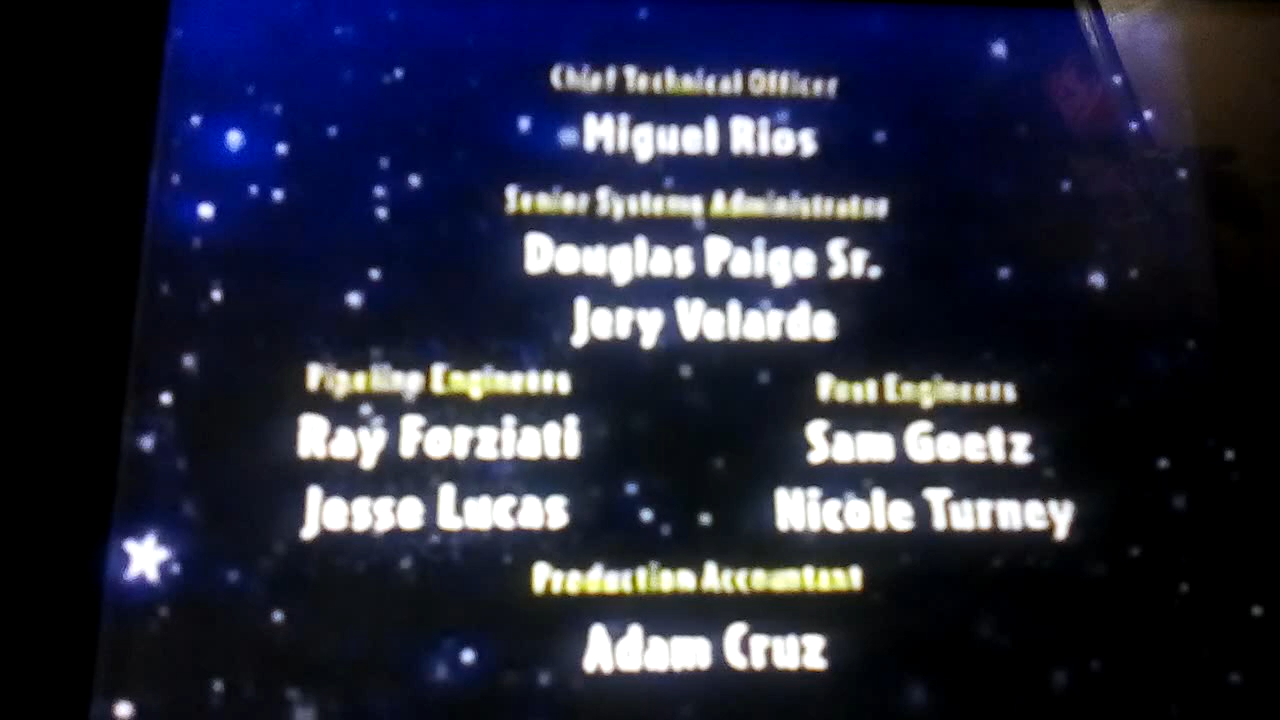 Chief Technical Officer
Miguel Rios
Senior Systems Administrator
Douglas Paige Sr.
Jery Velarde
Pipeline Engineers
Ray Forziati
Jesse Lucas
Post Engineers
Sam Goetz
Nicole Turney
Production Accountant
Adam Cruz